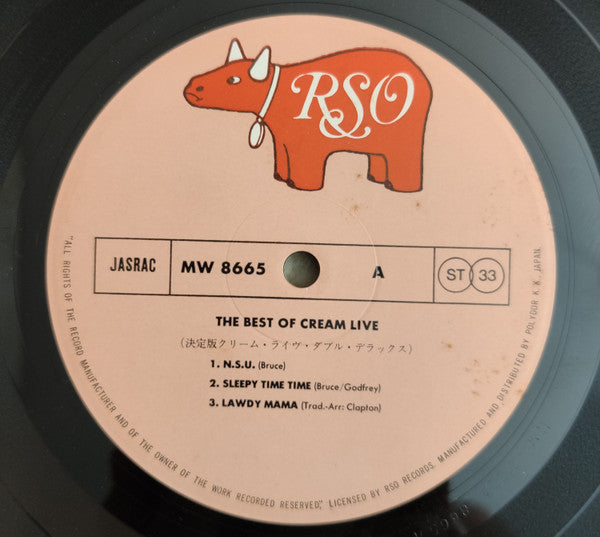 RSO
JASRAC
MW 8665
A
ST 33
THE BEST OF CREAM LIVE
(決定版クリーム・ライヴ・ダブル・デラックス)
1. N.S.U. (Bruce)
2. SLEEPY TIME TIME (Bruce/Godfrey)
3. LAWDY MAMA (Trad.-Arr: Clapton)
"ALL RIGHTS OF THE RECORD MANUFACTURER AND OF THE OWNER OF THE WORK RECORDED RESERVED," LICENSED BY RSO RECORDS. MANUFACTURED AND DISTRIBUTED BY POLYDOR K.K. JAPAN.